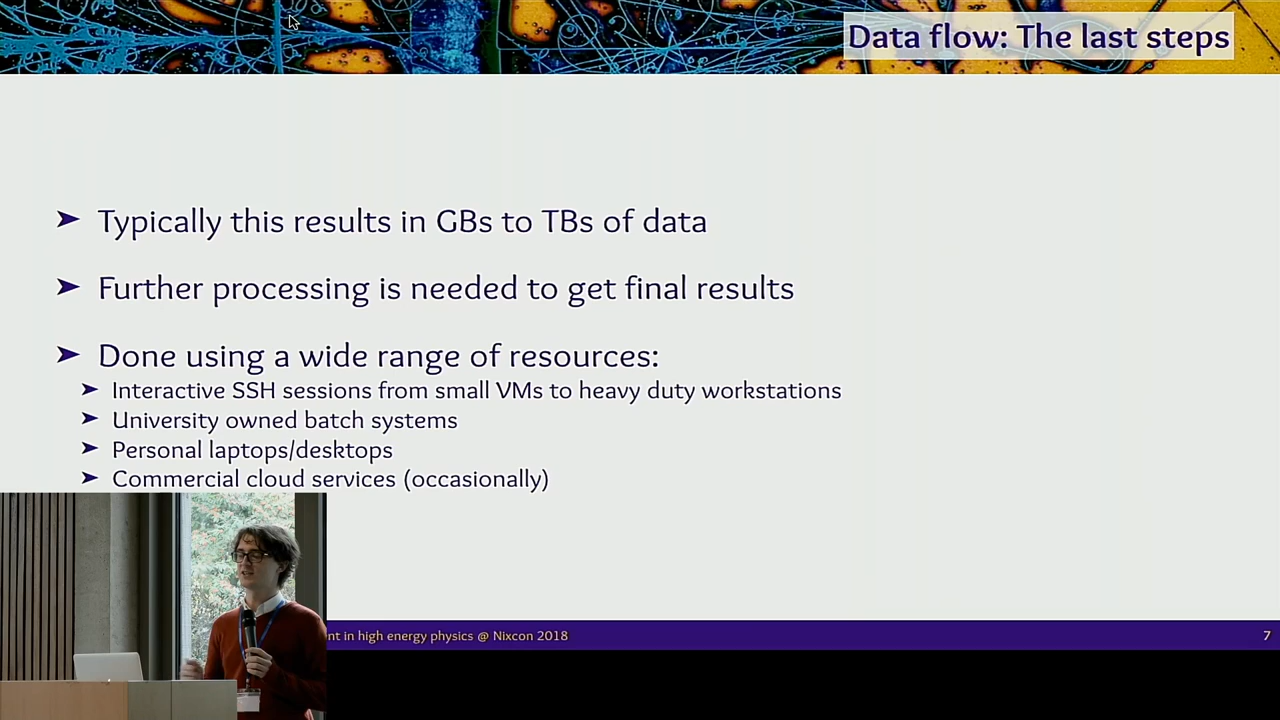 Data flow: The last steps
➤ Typically this results in GBs to TBs of data
➤ Further processing is needed to get final results
➤ Done using a wide range of resources:
➤ Interactive SSH sessions from small VMs to heavy duty workstations
➤ University owned batch systems
➤ Personal laptops/desktops
➤ Commercial cloud services (occasionally)
nt in high energy physics @ Nixcon 2018
7